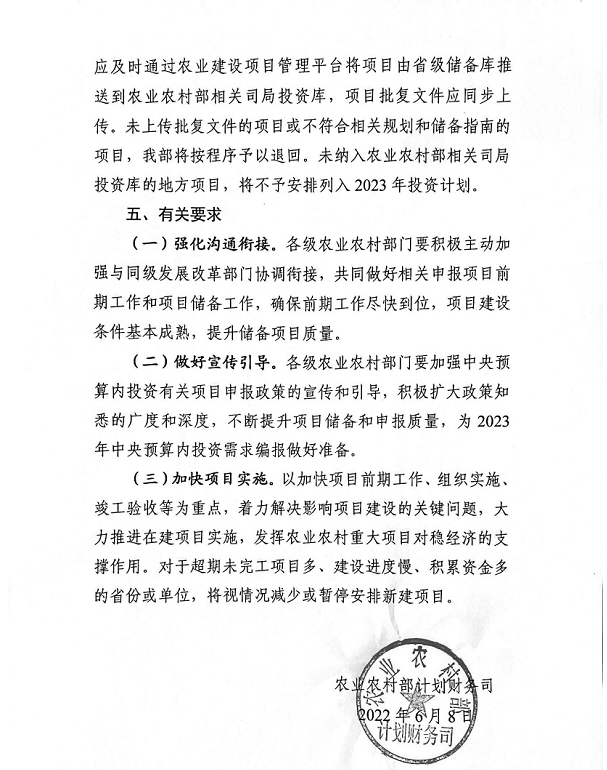 应及时通过农业建设项目管理平台将项目由省级储备库推
送到农业农村部相关司局投资库，项目批复文件应同步上
传。未上传批复文件的项目或不符合相关规划和储备指南的
项目，我部将按程序予以退回。未纳入农业农村部相关司局
投资库的地方项目，将不予安排列入 2023 年投资计划。
五、有关要求
（一）强化沟通衔接。各级农业农村部门要积极主动加
强与同级发展改革部门协调衔接，共同做好相关申报项目前
期工作和项目储备工作，确保前期工作尽快到位，项目建设
条件基本成熟，提升储备项目质量。
（二）做好宣传引导。各级农业农村部门要加强中央预
算内投资有关项目申报政策的宣传和引导，积极扩大政策知
悉的广度和深度，不断提升项目储备和申报质量，为 2023
年中央预算内投资需求编报做好准备。
（三）加快项目实施。以加快项目前期工作、组织实施、
竣工验收等为重点，着力解决影响项目建设的关键问题，大
力推进在建项目实施，发挥农业农村重大项目对稳经济的支
撑作用。对于超期未完工项目多、建设进度慢、积累资金多
的省份或单位，将视情况减少或暂停安排新建项目。
农业农村部计划财务司
2022 年 6 月 8 日
农业农村部
计划财务司